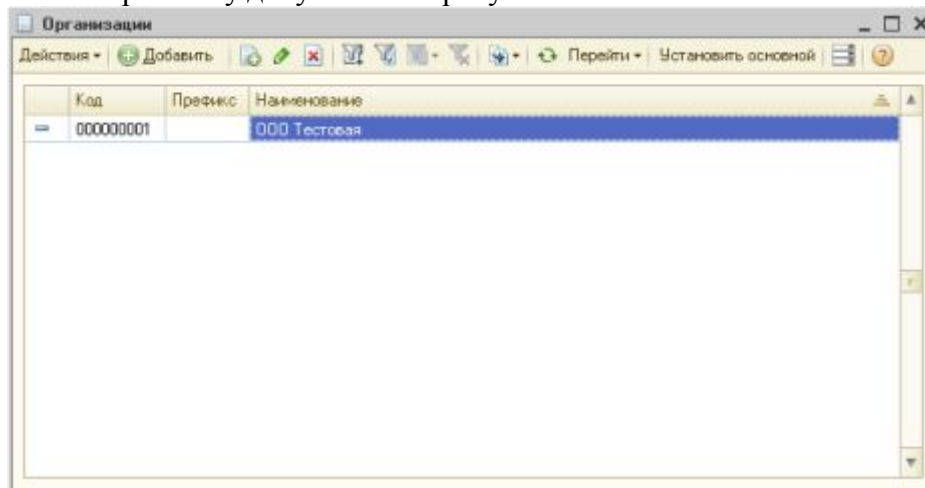 Организации
Действия Добавить Перейти Установить основной
Код Префикс Наименование
000000001 ООО Тестовая